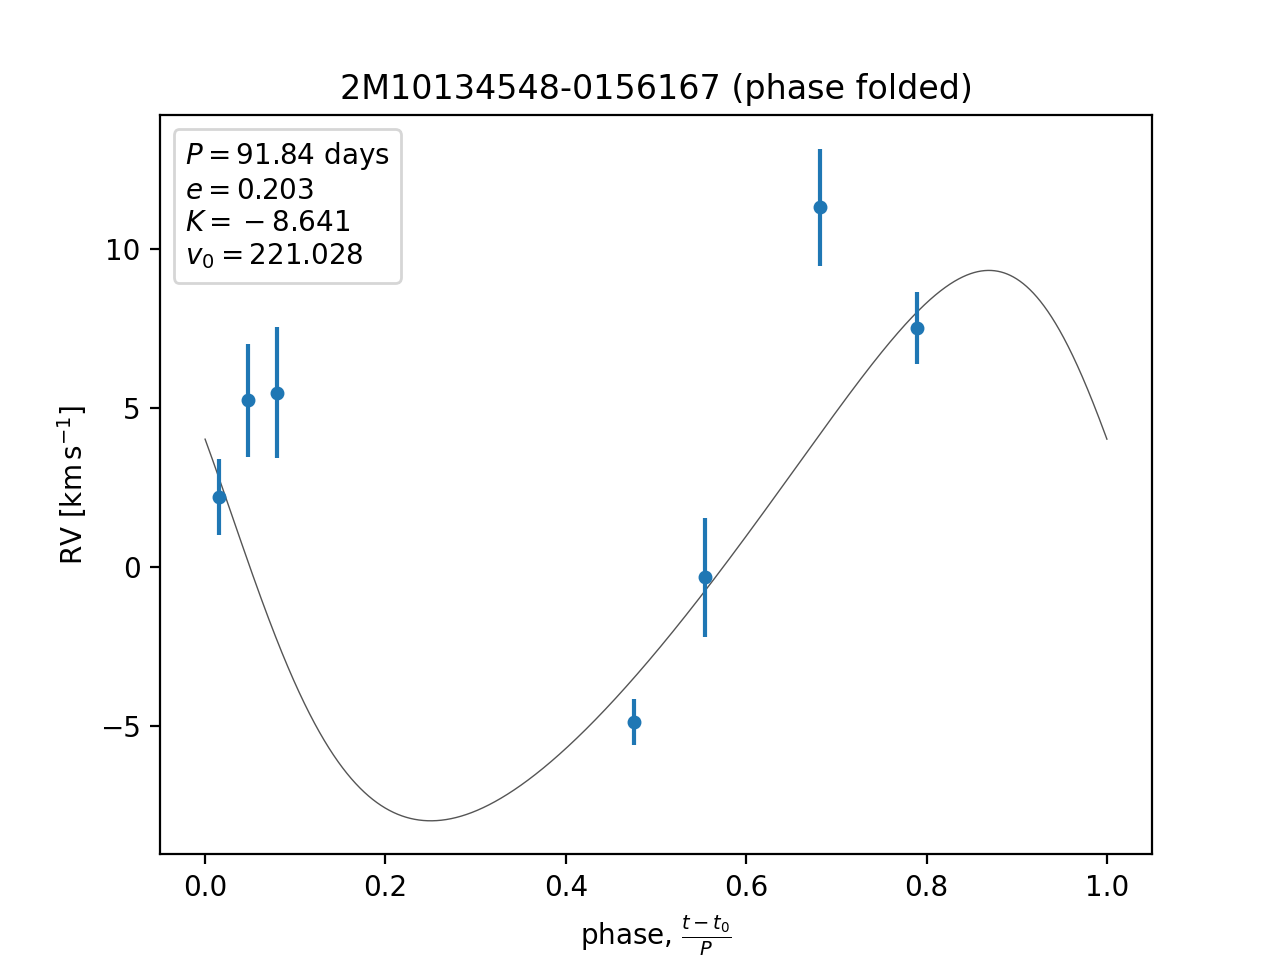 2M10134548-0156167 (phase folded)
P = 91.84 days
e = 0.203
K = −8.641
v₀ = 221.028
10
5
0
−5
RV [km s⁻¹]
0.0 0.2 0.4 0.6 0.8 1.0
phase, (t − t₀)/P